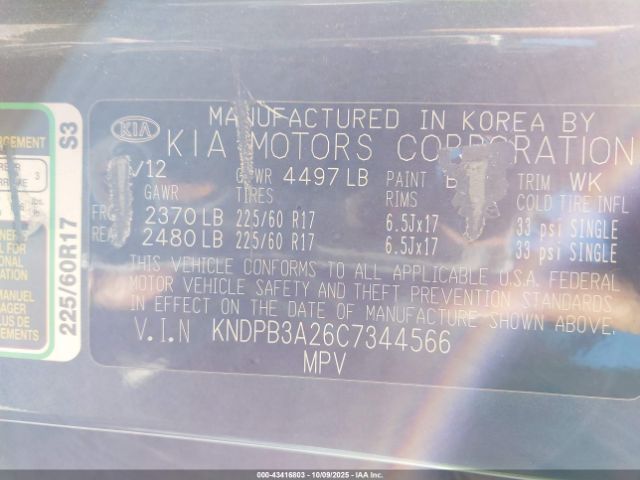 KIA
MANUFACTURED IN KOREA BY
KIA MOTORS CORPORATION
/12 GVWR 4497 LB PAINT B TRIM WK
GAWR TIRES RIMS COLD TIRE INFL
2370 LB 225/60 R17 6.5Jx17 33 psi SINGLE
2480 LB 225/60 R17 6.5Jx17 33 psi SINGLE
THIS VEHICLE CONFORMS TO ALL APPLICABLE U.S.A. FEDERAL
MOTOR VEHICLE SAFETY AND THEFT PREVENTION STANDARDS
IN EFFECT ON THE DATE OF MANUFACTURE SHOWN ABOVE.
V.I.N KNDPB3A26C7344566
MPV
S3
225/60R17
MANUEL
000-43416803 | 10/09/2025 | IAA Inc.